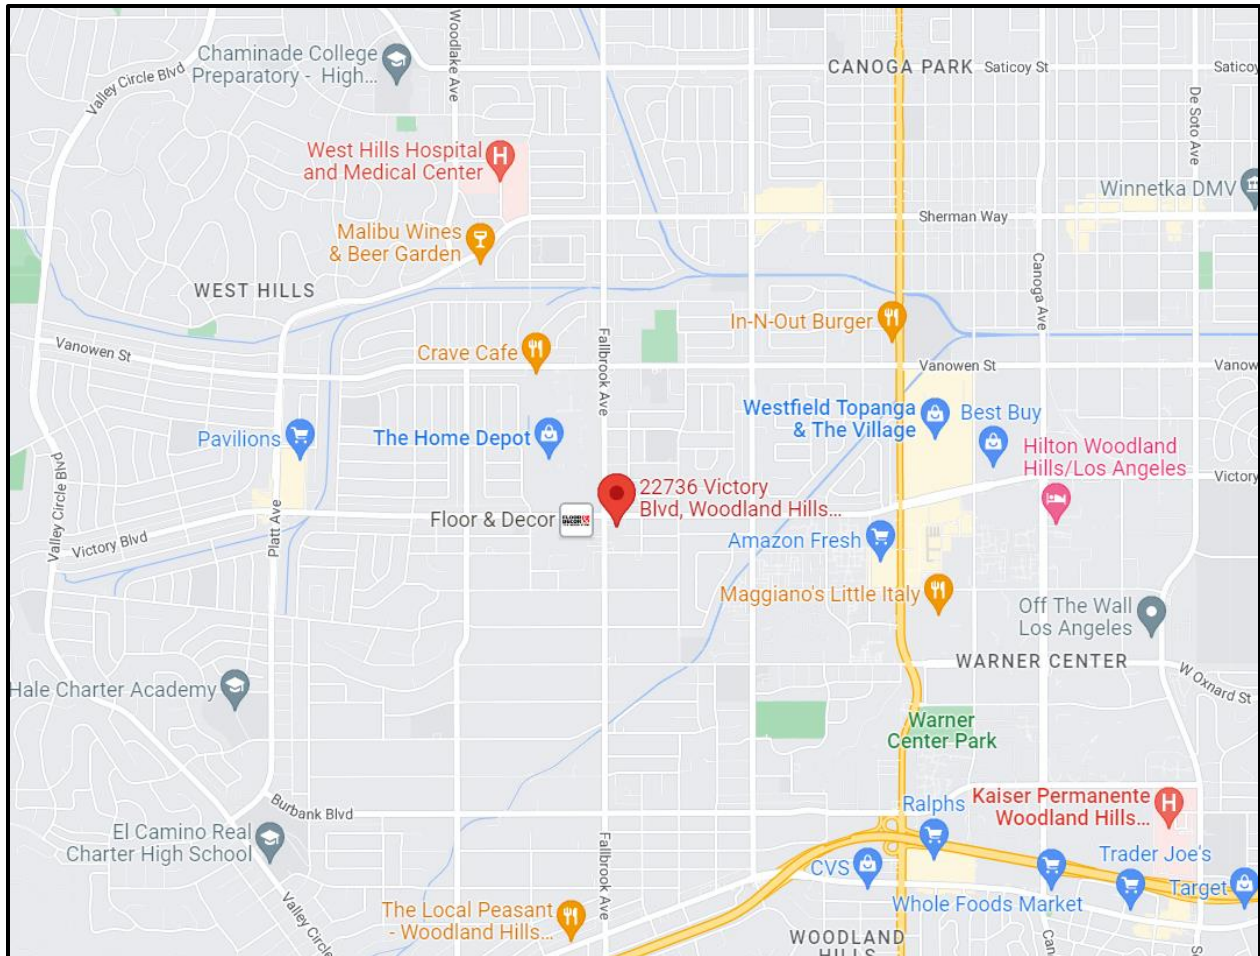 Woodlake Ave
Chaminade College
Preparatory - High...
Valley Circle Blvd
CANOGA PARK
Saticoy St
Saticoy
De Soto Ave
West Hills Hospital
and Medical Center
Winnetka DMV
Sherman Way
Malibu Wines
& Beer Garden
WEST HILLS
Canoga Ave
In-N-Out Burger
Vanowen St
Crave Cafe
Fallbrook Ave
Vanowen St
Vanow
Westfield Topanga
& The Village
Best Buy
Pavilions
The Home Depot
Hilton Woodland
Hills/Los Angeles
Victory
22736 Victory
Blvd, Woodland Hills...
Floor & Decor
FLOOR
DECOR
Valley Circle Blvd
Victory Blvd
Platt Ave
Amazon Fresh
Maggiano's Little Italy
Off The Wall
Los Angeles
WARNER CENTER
W Oxnard St
Hale Charter Academy
Warner
Center Park
Burbank Blvd
Ralphs
Kaiser Permanente
Woodland Hills...
El Camino Real
Charter High School
Fallbrook Ave
CVS
Trader Joe's
Target
Whole Foods Market
Valley Circle
The Local Peasant
- Woodland Hills...
WOODLAND
HILLS
Can